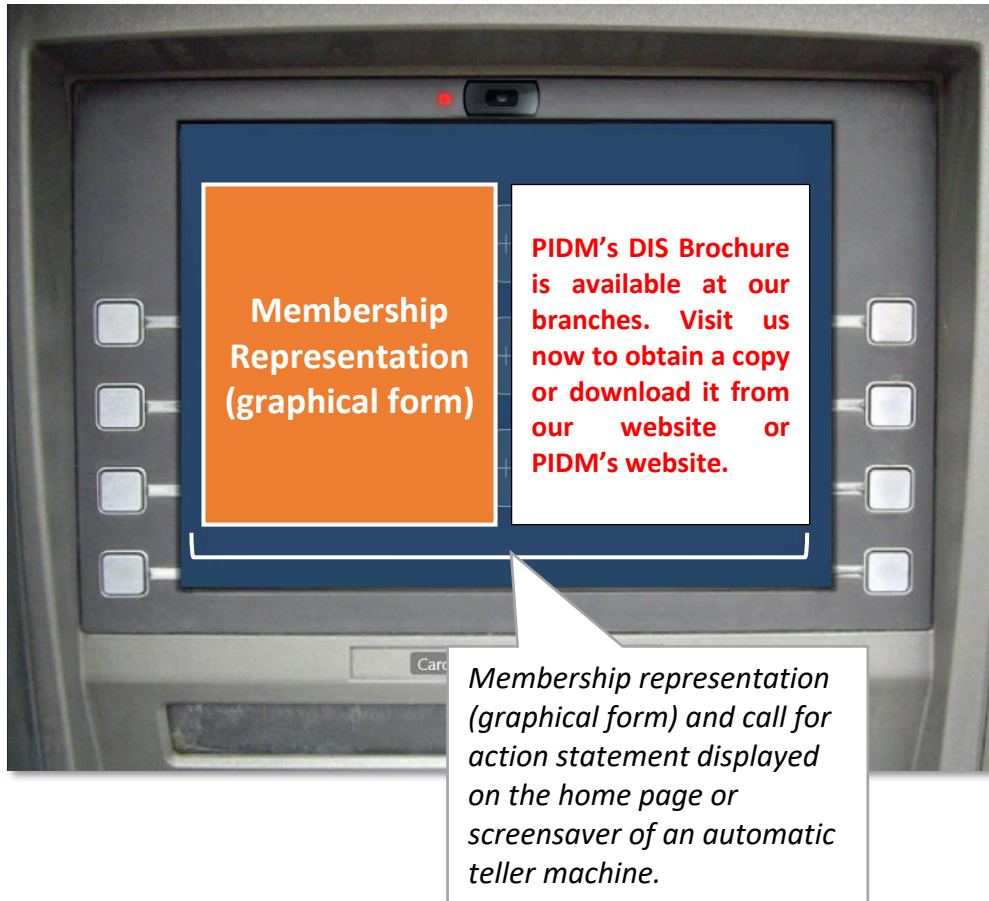 Membership
Representation
(graphical form)
PIDM’s DIS Brochure
is available at our
branches. Visit us
now to obtain a copy
or download it from
our website or
PIDM’s website.
Membership representation
(graphical form) and call for
action statement displayed
on the home page or
screensaver of an automatic
teller machine.